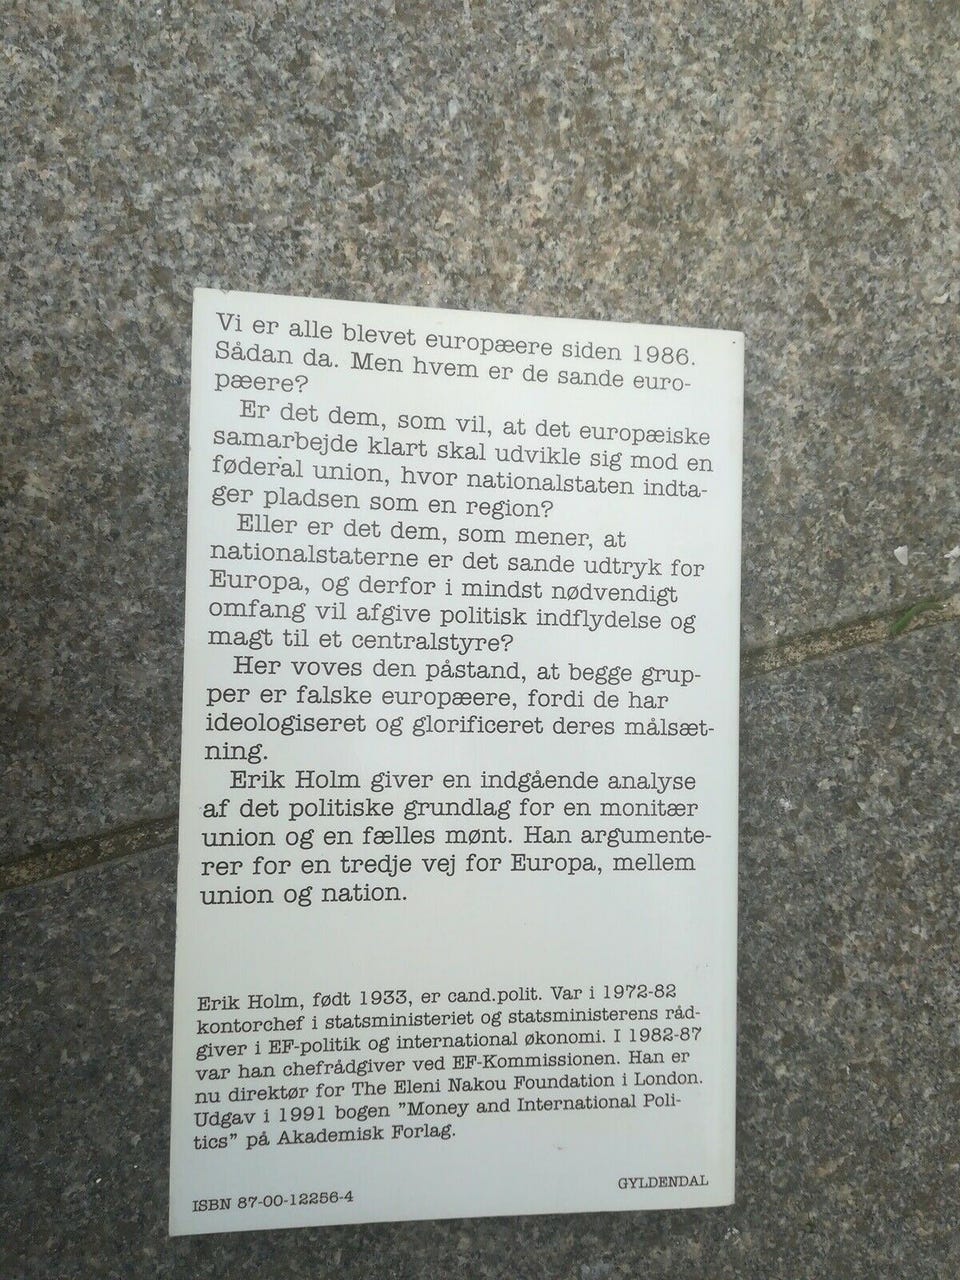 Vi er alle blevet europæere siden 1986.
Sådan da. Men hvem er de sande euro-
pæere?
Er det dem, som vil, at det europæiske
samarbejde klart skal udvikle sig mod en
føderal union, hvor nationalstaten indta-
ger pladsen som en region?
Eller er det dem, som mener, at
nationalstaterne er det sande udtryk for
Europa, og derfor i mindst nødvendigt
omfang vil afgive politisk indflydelse og
magt til et centralstyre?
Her voves den påstand, at begge grup-
per er falske europæere, fordi de har
ideologiseret og glorificeret deres målsæt-
ning.
Erik Holm giver en indgående analyse
af det politiske grundlag for en monitær
union og en fælles mønt. Han argumente-
rer for en tredje vej for Europa, mellem
union og nation.
Erik Holm, født 1933, er cand.polit. Var i 1972-82
kontorchef i statsministeriet og statsministerens råd-
giver i EF-politik og international økonomi. I 1982-87
var han chefrådgiver ved EF-Kommissionen. Han er
nu direktør for The Eleni Nakou Foundation i London.
Udgav i 1991 bogen ”Money and International Poli-
tics” på Akademisk Forlag.
GYLDENDAL
ISBN 87-00-12256-4